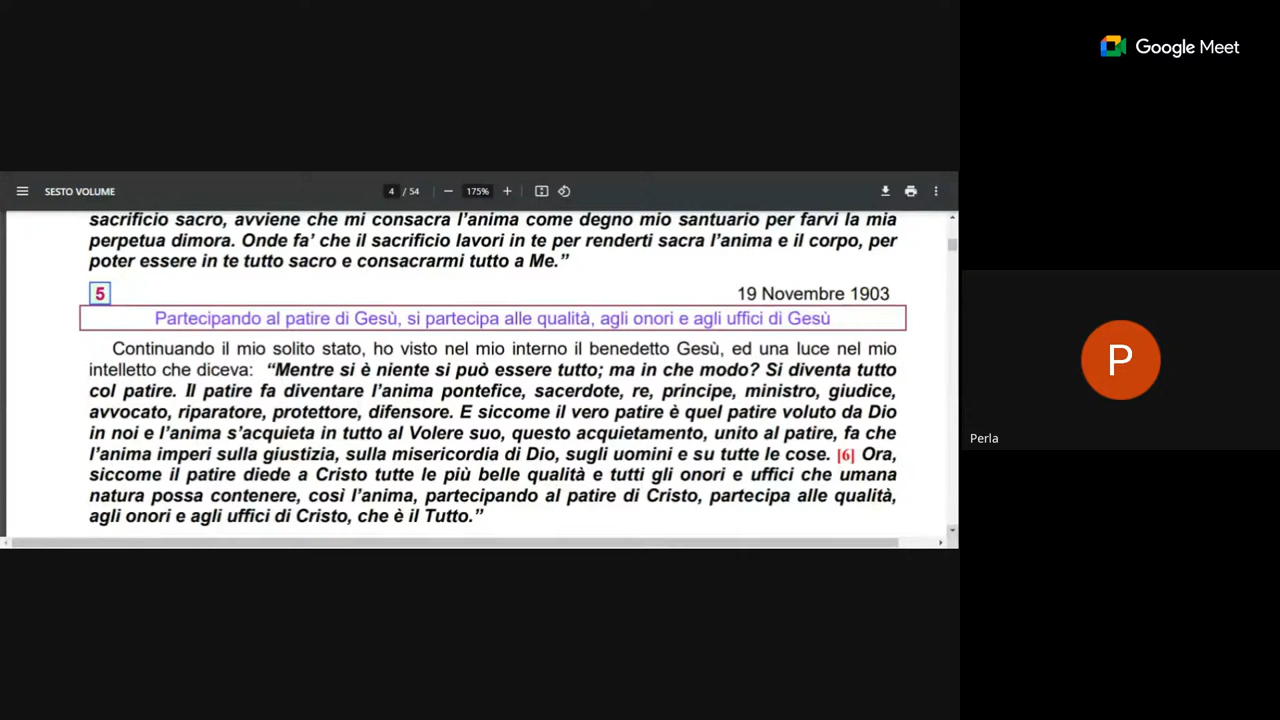 Google Meet
SESTO VOLUME
4 / 54
175%
sacrificio sacro, avviene che mi consacra l’anima come degno mio santuario per farvi la mia
perpetua dimora. Onde fa’ che il sacrificio lavori in te per renderti sacra l’anima e il corpo, per
poter essere in te tutto sacro e consacrarmi tutto a Me.”
5
19 Novembre 1903
Partecipando al patire di Gesù, si partecipa alle qualità, agli onori e agli uffici di Gesù
Continuando il mio solito stato, ho visto nel mio interno il benedetto Gesù, ed una luce nel mio
intelletto che diceva: “Mentre si è niente si può essere tutto; ma in che modo? Si diventa tutto
col patire. Il patire fa diventare l’anima pontefice, sacerdote, re, principe, ministro, giudice,
avvocato, riparatore, protettore, difensore. E siccome il vero patire è quel patire voluto da Dio
in noi e l’anima s’acquieta in tutto al Volere suo, questo acquietamento, unito al patire, fa che
l’anima imperi sulla giustizia, sulla misericordia di Dio, sugli uomini e su tutte le cose. [6] Ora,
siccome il patire diede a Cristo tutte le più belle qualità e tutti gli onori e uffici che umana
natura possa contenere, così l’anima, partecipando al patire di Cristo, partecipa alle qualità,
agli onori e agli uffici di Cristo, che è il Tutto.”
P
Perla